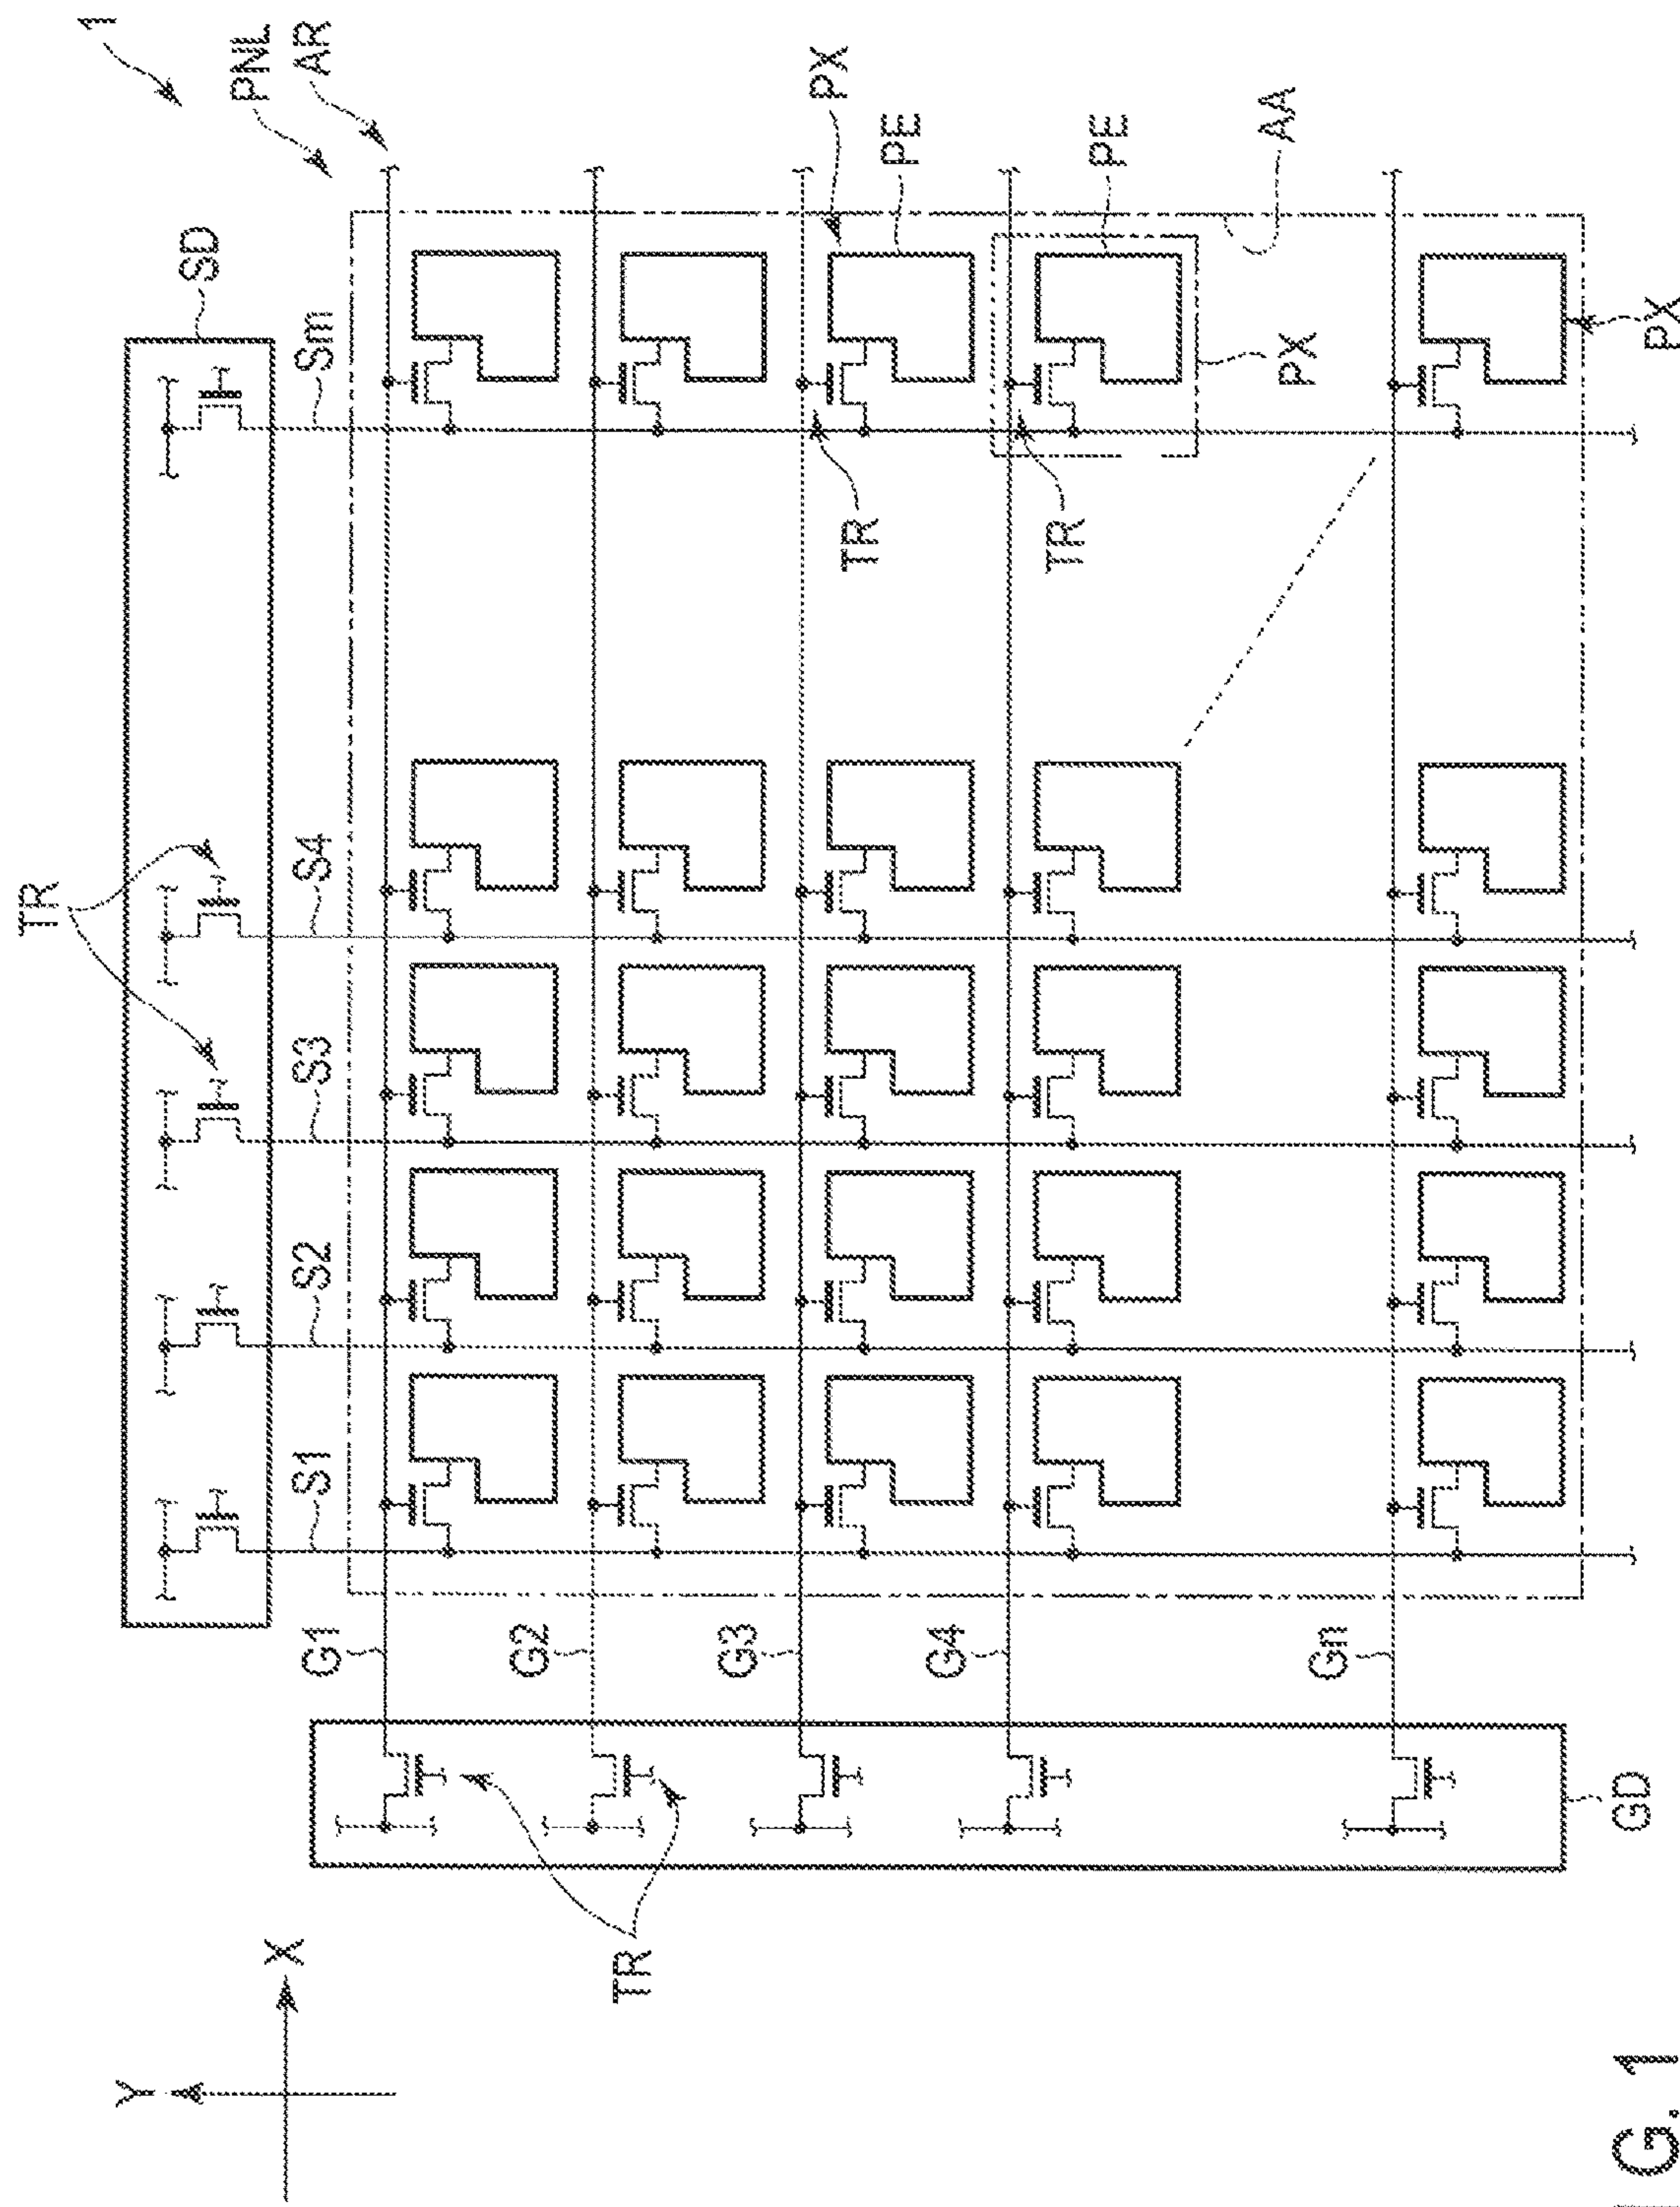 TR
1
Y
SD
PNL
X
AR
S1
S2
S3
S4
Sm
G1
G2
TR
G3
PX
TR
PE
G4
TR
PE
AA
PX
Gn
GD
PX
G. 1